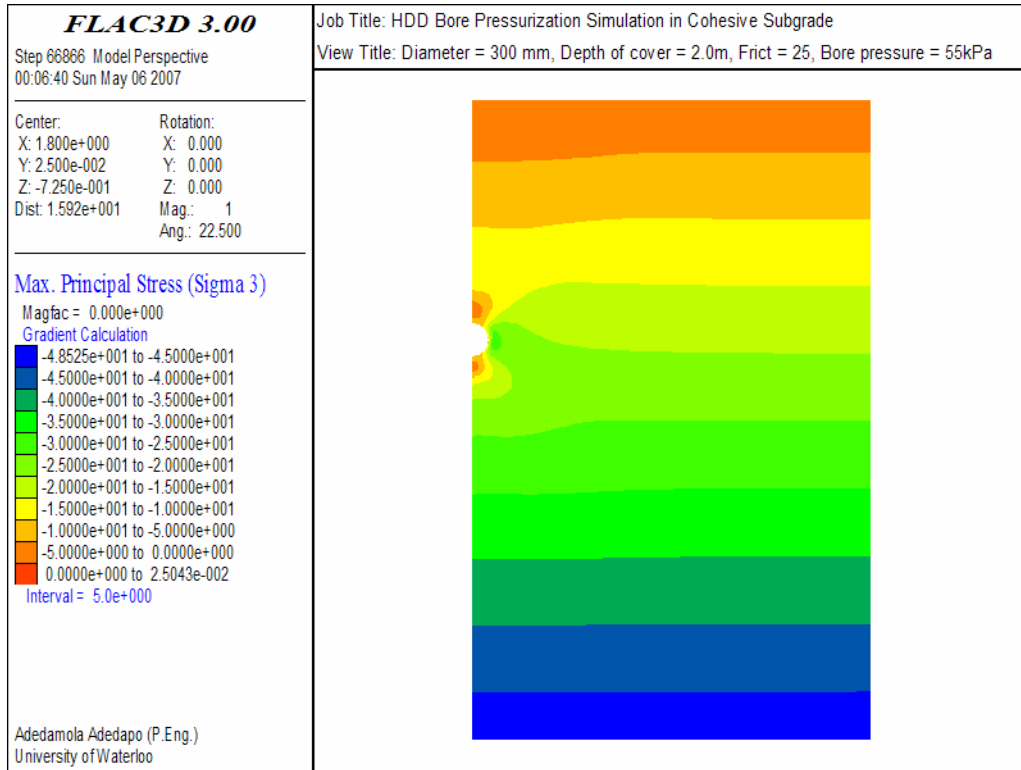 FLAC3D 3.00
Step 66866 Model Perspective
00:06:40 Sun May 06 2007
Center:
X: 1.800e+000
Y: 2.500e-002
Z: -7.250e-001
Dist: 1.592e+001
Rotation:
X: 0.000
Y: 0.000
Z: 0.000
Mag.: 1
Ang.: 22.500
Max. Principal Stress (Sigma 3)
Magfac = 0.000e+000
Gradient Calculation
-4.8525e+001 to -4.5000e+001
-4.5000e+001 to -4.0000e+001
-4.0000e+001 to -3.5000e+001
-3.5000e+001 to -3.0000e+001
-3.0000e+001 to -2.5000e+001
-2.5000e+001 to -2.0000e+001
-2.0000e+001 to -1.5000e+001
-1.5000e+001 to -1.0000e+001
-1.0000e+001 to -5.0000e+000
-5.0000e+000 to 0.0000e+000
0.0000e+000 to 2.5043e-002
Interval = 5.0e+000
Adedamola Adedapo (P.Eng.)
University of Waterloo
Job Title: HDD Bore Pressurization Simulation in Cohesive Subgrade
View Title: Diameter = 300 mm, Depth of cover = 2.0m, Frict = 25, Bore pressure = 55kPa